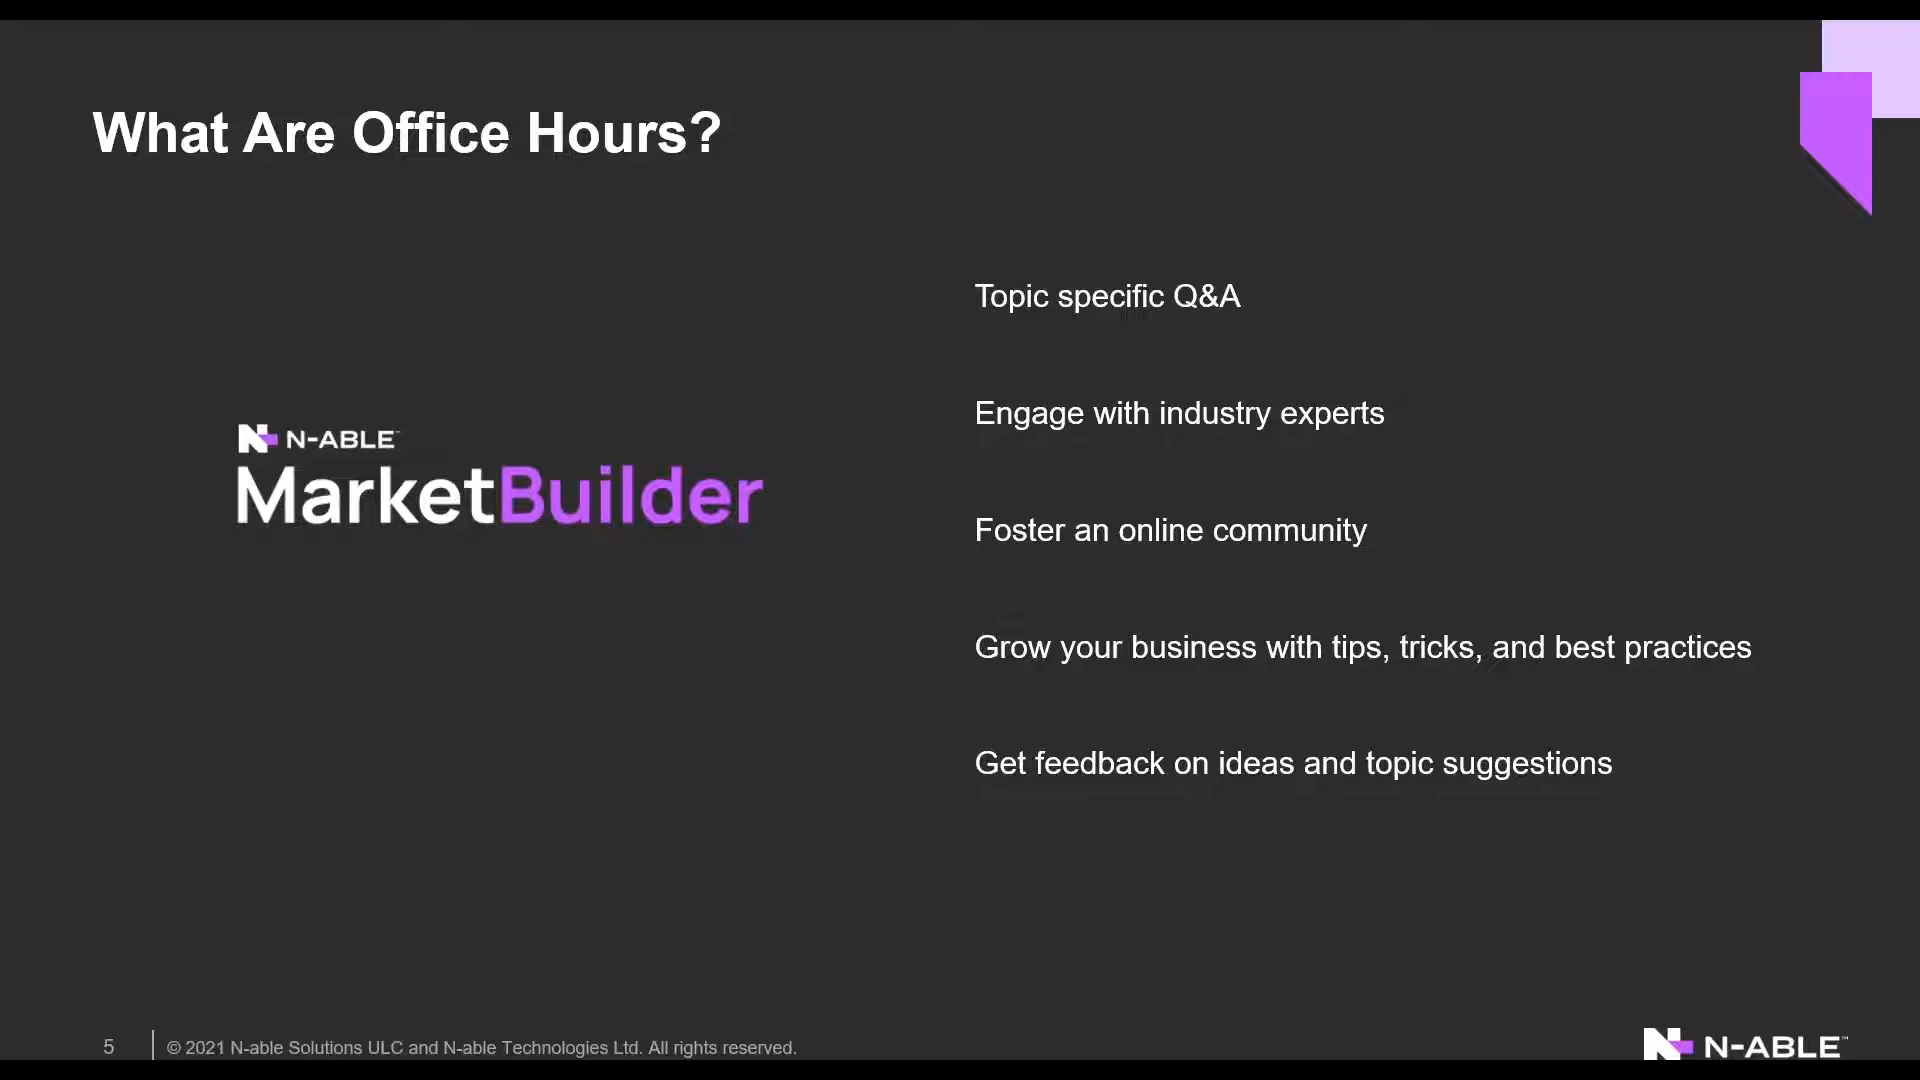 What Are Office Hours?
N-ABLE™
MarketBuilder
Topic specific Q&A
Engage with industry experts
Foster an online community
Grow your business with tips, tricks, and best practices
Get feedback on ideas and topic suggestions
5
© 2021 N-able Solutions ULC and N-able Technologies Ltd. All rights reserved.
N-ABLE™